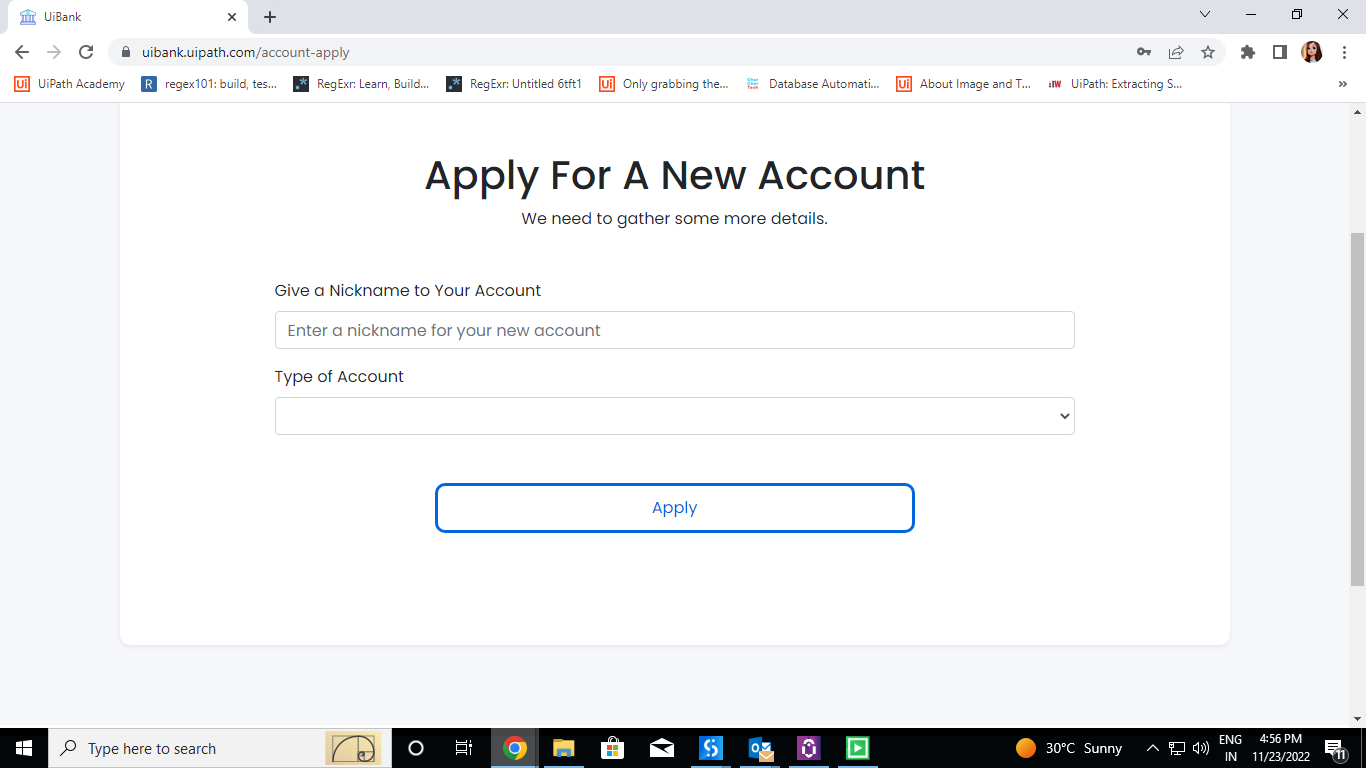 UiBank
uibank.uipath.com/account-apply
UiPath Academy
regex101: build, tes...
RegExr: Learn, Build...
RegExr: Untitled 6tft1
Only grabbing the...
Database Automati...
About Image and T...
UiPath: Extracting S...
Apply For A New Account
We need to gather some more details.
Give a Nickname to Your Account
Enter a nickname for your new account
Type of Account
Apply
Type here to search
30°C Sunny
ENG
IN
4:56 PM
11/23/2022
11